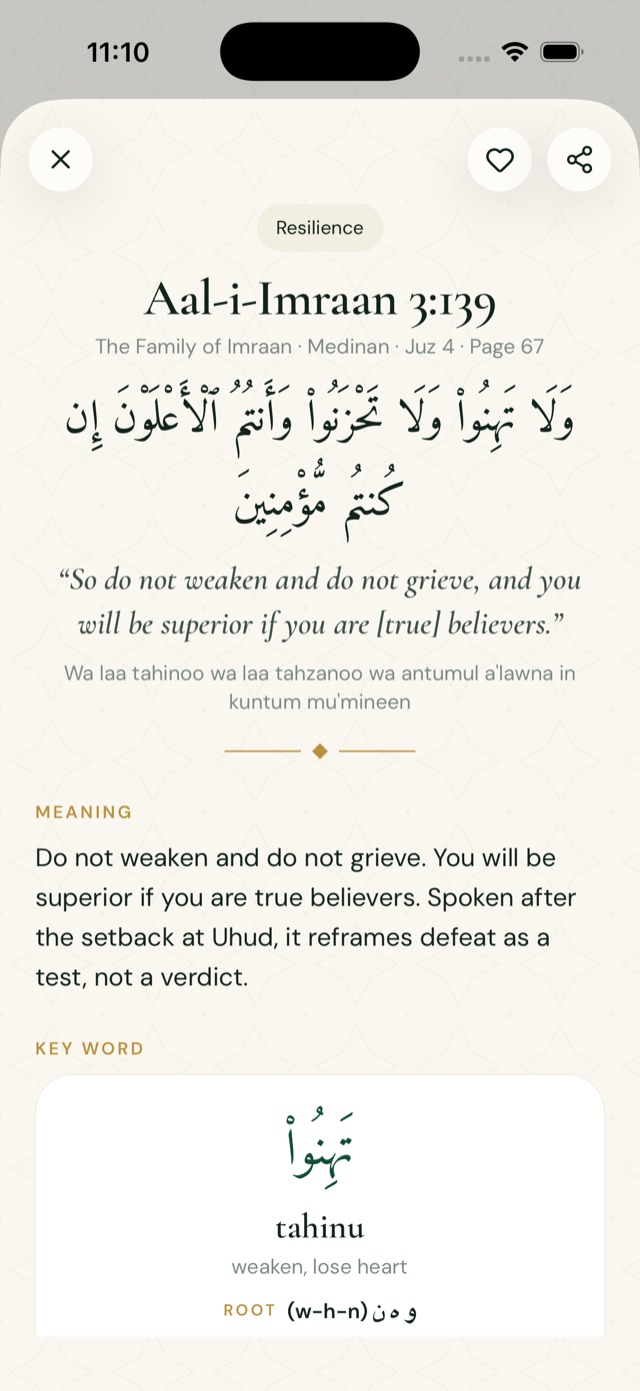 11:10
Resilience
Aal-i-Imraan 3:139
The Family of Imraan · Medinan · Juz 4 · Page 67
وَلَا تَهِنُوا۟ وَلَا تَحْزَنُوا۟ وَأَنتُمُ ٱلْأَعْلَوْنَ إِن
كُنتُم مُّؤْمِنِينَ
“So do not weaken and do not grieve, and you
will be superior if you are [true] believers.”
Wa laa tahinoo wa laa tahzanoo wa antumul a'lawna in
kuntum mu'mineen
MEANING
Do not weaken and do not grieve. You will be
superior if you are true believers. Spoken after
the setback at Uhud, it reframes defeat as a
test, not a verdict.
KEY WORD
تَهِنُوا۟
tahinu
weaken, lose heart
ROOT (w-h-n) و ه ن